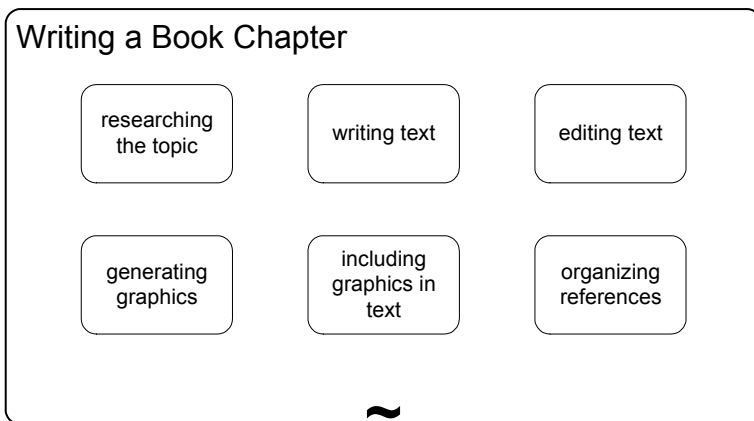 Writing a Book Chapter
researching
the topic
writing text
editing text
generating
graphics
including
graphics in
text
organizing
references
~